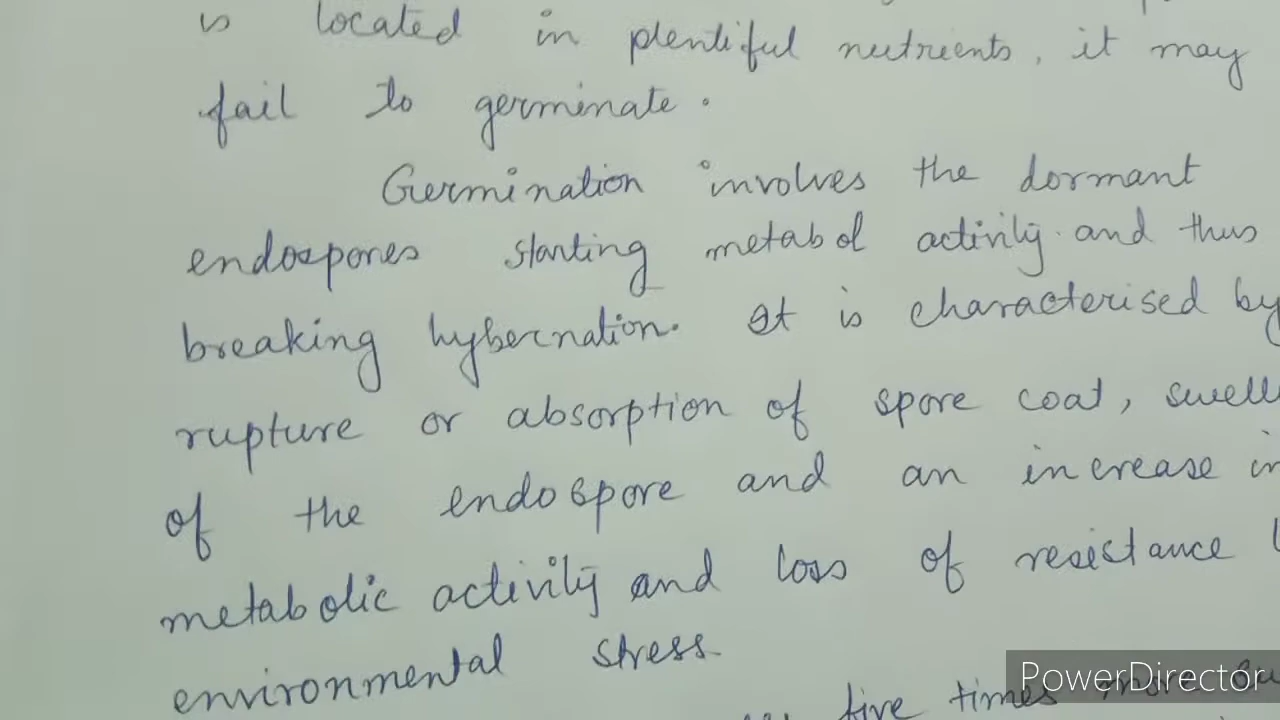 is located in plentiful nutrients, it may
fail to germinate.
Germination involves the dormant
endospores starting metabol activity and thus
breaking hybernation. It is characterised by
rupture or absorption of spore coat, swell
of the endospore and an increase in
metabolic activity and loss of resistance
environmental stress
five times more
PowerDirector